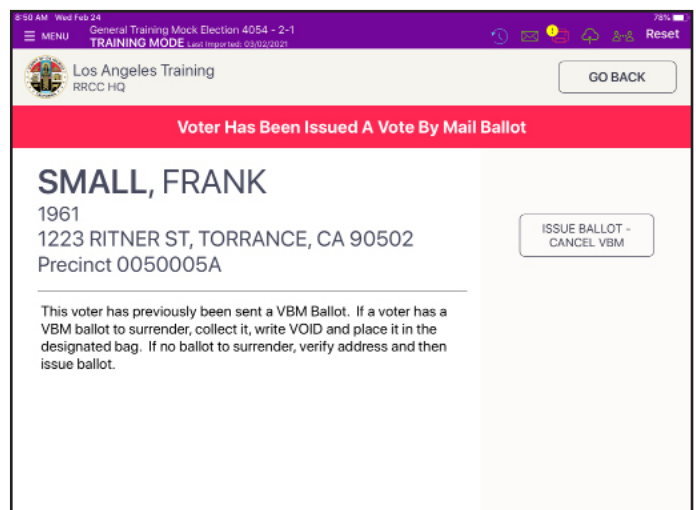 8:50 AM Wed Feb 24
78%
MENU
General Training Mock Election 4054 - 2-1
TRAINING MODE Last Imported: 03/02/2021
Reset
Los Angeles Training
RRCC HQ
GO BACK
Voter Has Been Issued A Vote By Mail Ballot
SMALL, FRANK
1961
1223 RITNER ST, TORRANCE, CA 90502
Precinct 0050005A
ISSUE BALLOT -
CANCEL VBM
This voter has previously been sent a VBM Ballot. If a voter has a
VBM ballot to surrender, collect it, write VOID and place it in the
designated bag. If no ballot to surrender, verify address and then
issue ballot.